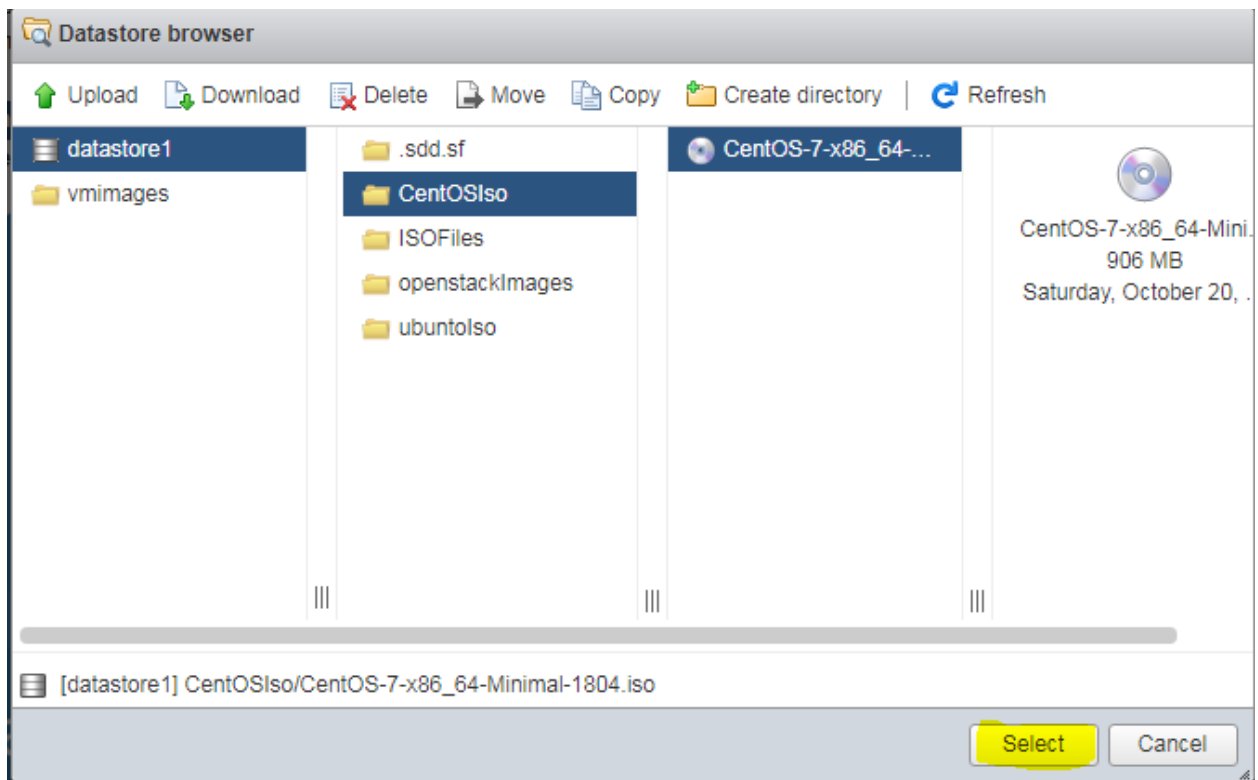 Datastore browser
Upload Download Delete Move Copy Create directory Refresh
datastore1
vmimages
.sdd.sf
CentOSIso
ISOFiles
openstackImages
ubuntoIso
CentOS-7-x86_64-...
CentOS-7-x86_64-Mini.
906 MB
Saturday, October 20, .
[datastore1] CentOSIso/CentOS-7-x86_64-Minimal-1804.iso
Select Cancel